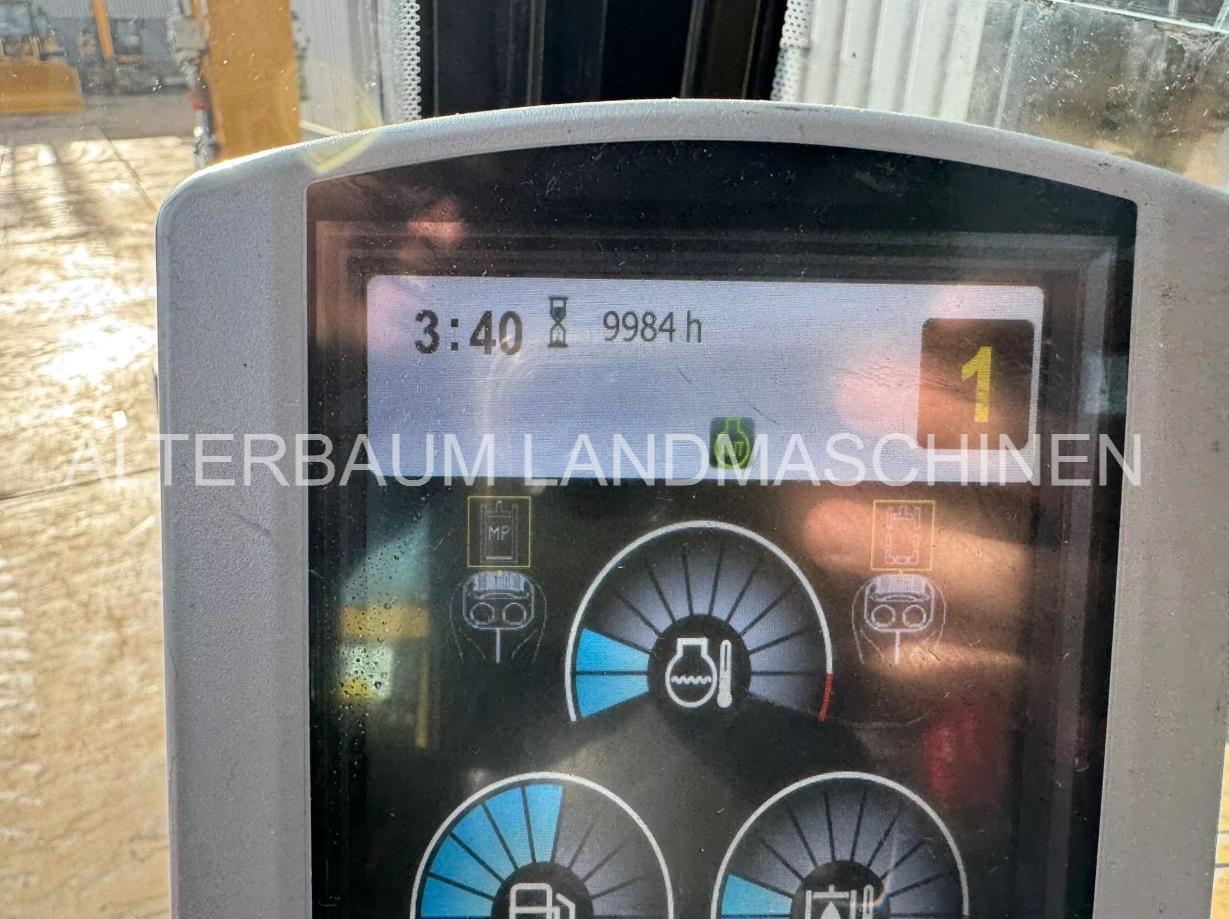 3:40 9984 h
1
ALTERBAUM LANDMASCHINEN
MP